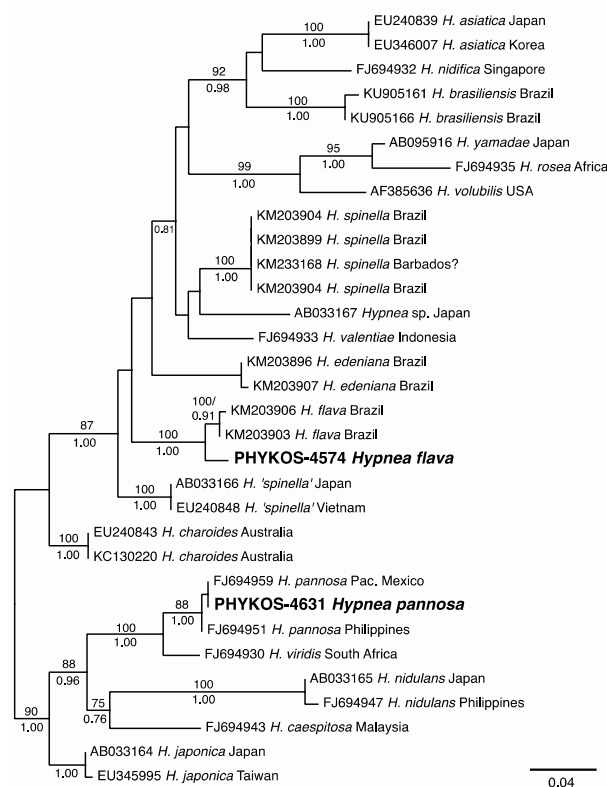 EU240839 H. asiatica Japan
100
1.00
EU346007 H. asiatica Korea
92
0.98
FJ694932 H. nidifica Singapore
KU905161 H. brasiliensis Brazil
100
1.00
KU905166 H. brasiliensis Brazil
AB095916 H. yamadae Japan
95
1.00
99
1.00
FJ694935 H. rosea Africa
AF385636 H. volubilis USA
KM203904 H. spinella Brazil
0.81
KM203899 H. spinella Brazil
100
1.00
KM233168 H. spinella Barbados?
KM203904 H. spinella Brazil
AB033167 Hypnea sp. Japan
FJ694933 H. valentiae Indonesia
KM203896 H. edeniana Brazil
KM203907 H. edeniana Brazil
100/
0.91
KM203906 H. flava Brazil
87
1.00
100
1.00
KM203903 H. flava Brazil
PHYKOS-4574 Hypnea flava
AB033166 H. 'spinella' Japan
100
1.00
EU240848 H. 'spinella' Vietnam
EU240843 H. charoides Australia
100
1.00
KC130220 H. charoides Australia
FJ694959 H. pannosa Pac. Mexico
88
1.00
PHYKOS-4631 Hypnea pannosa
100
1.00
FJ694951 H. pannosa Philippines
FJ694930 H. viridis South Africa
88
0.96
AB033165 H. nidulans Japan
100
1.00
75
0.76
FJ694947 H. nidulans Philippines
90
1.00
FJ694943 H. caespitosa Malaysia
AB033164 H. japonica Japan
1.00
EU345995 H. japonica Taiwan
0.04